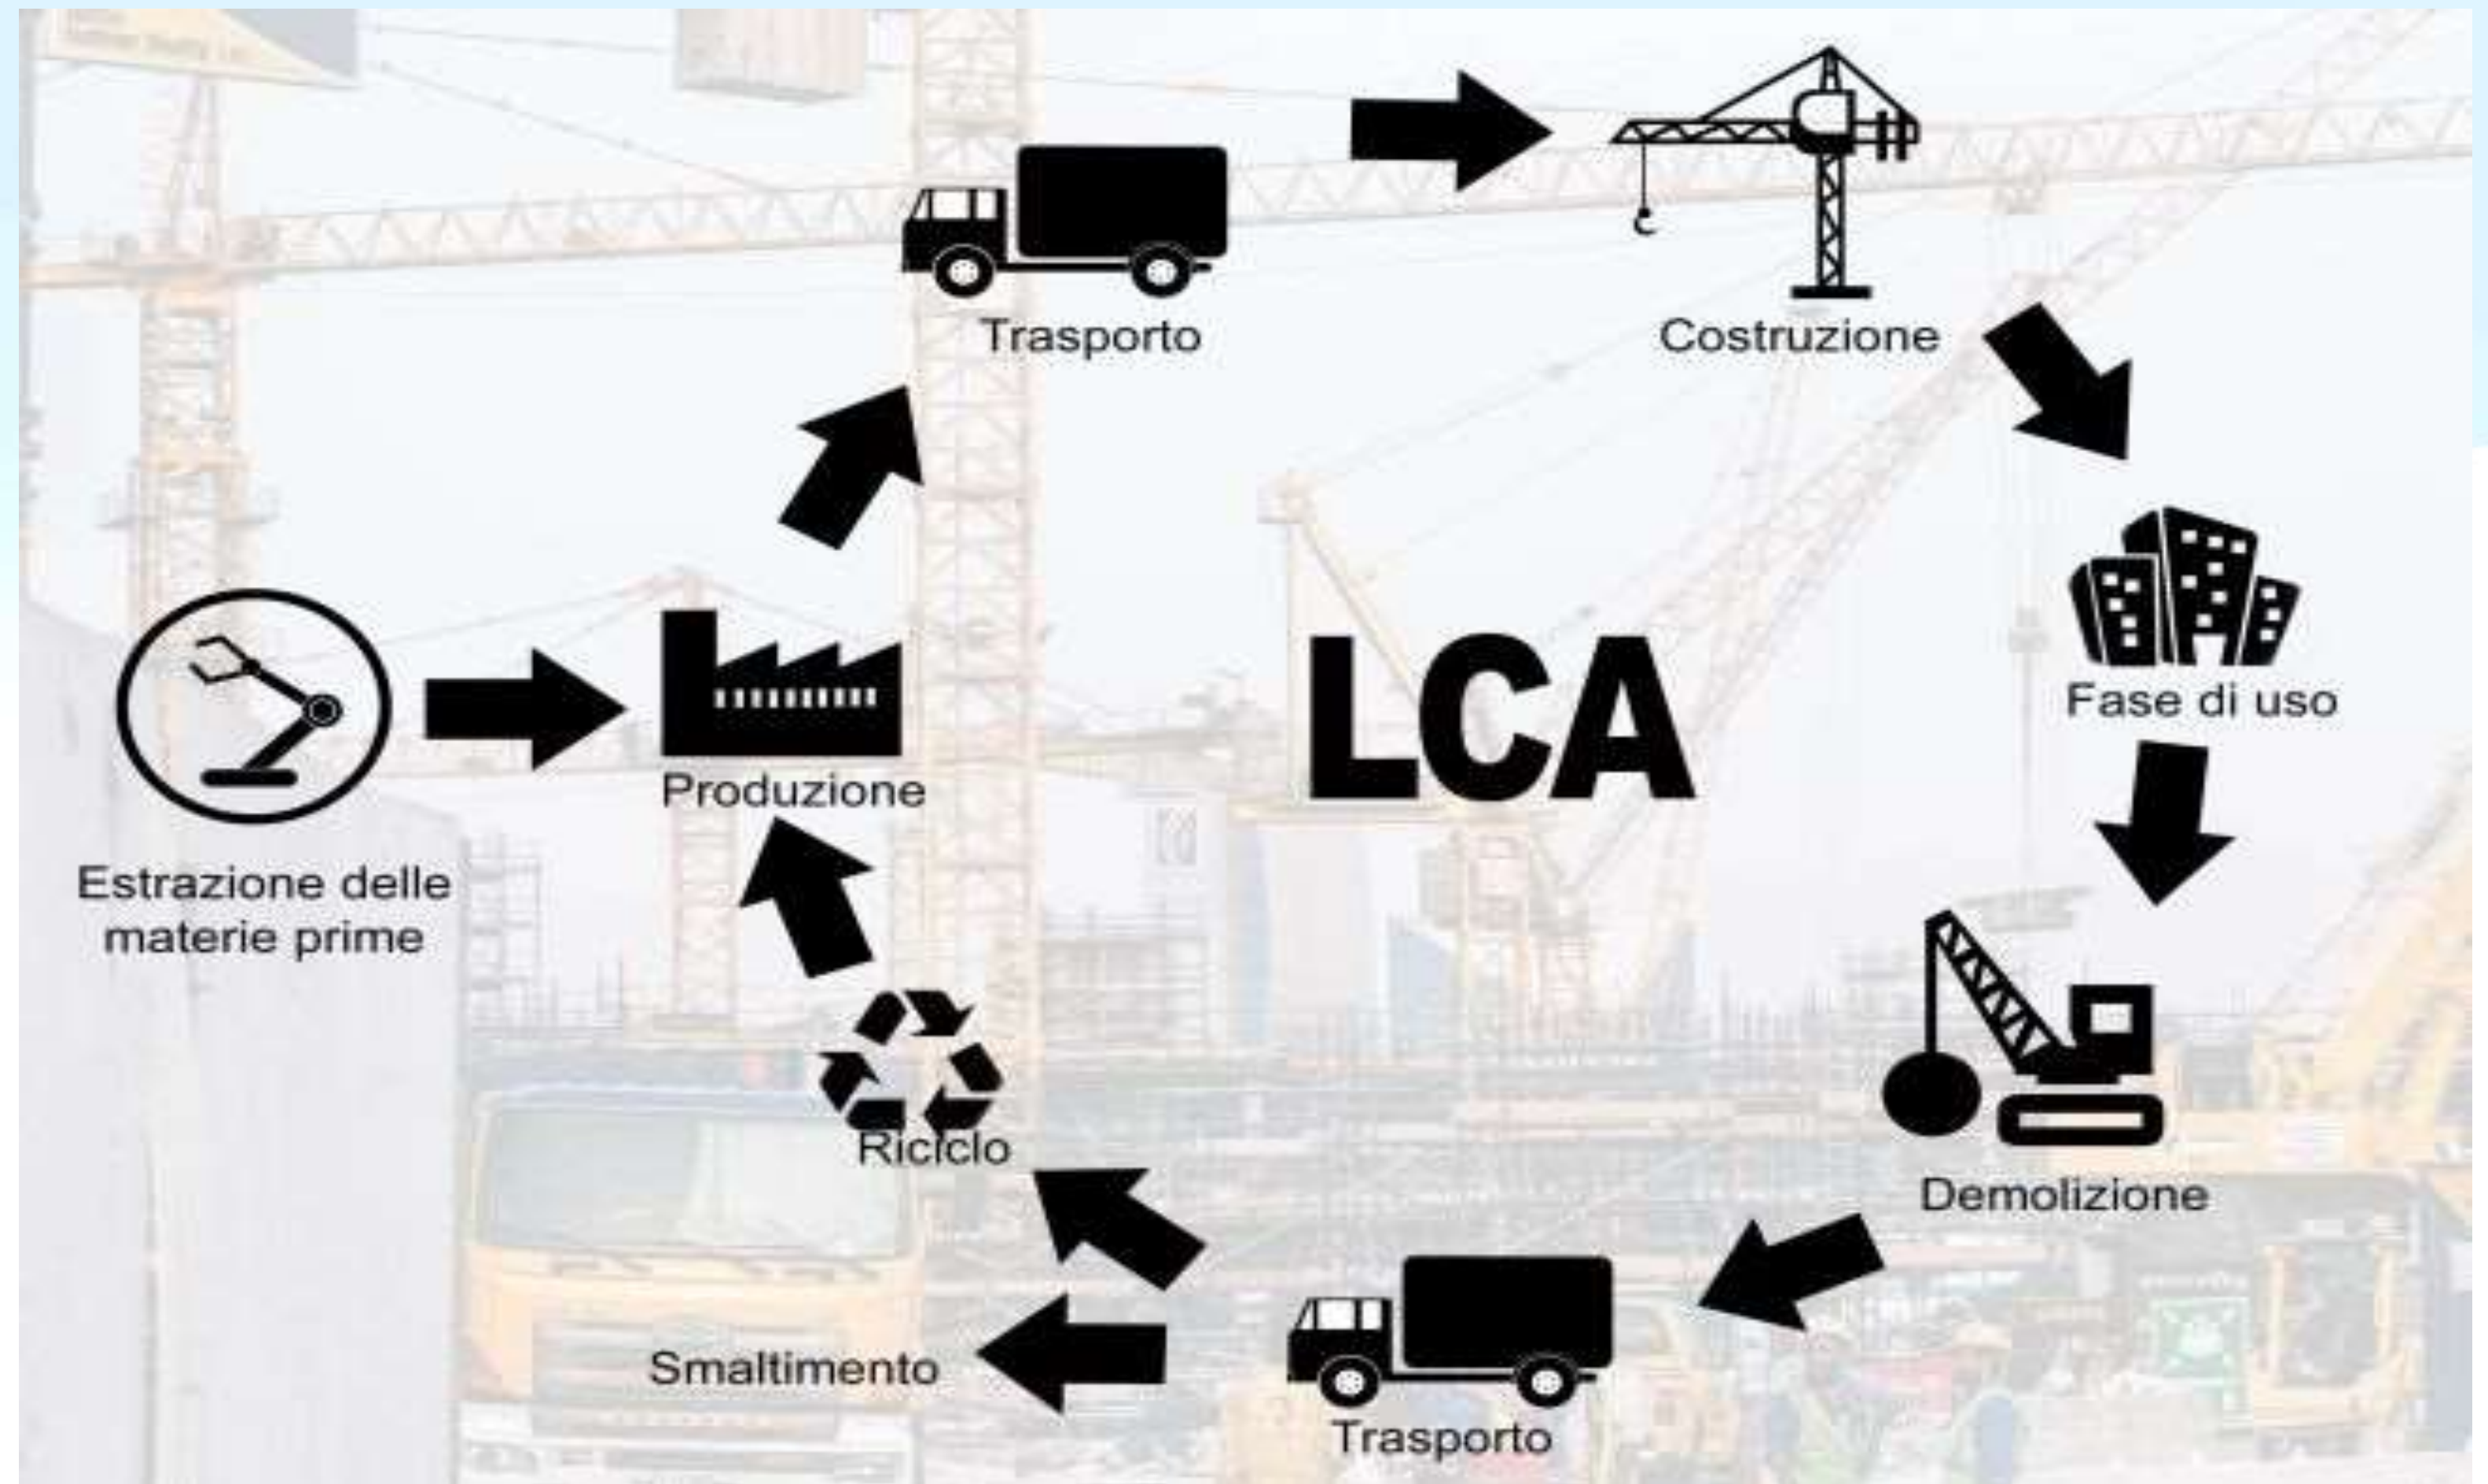 Trasporto
Costruzione
Fase di uso
LCA
Produzione
Estrazione delle
materie prime
Riciclo
Demolizione
Smaltimento
Trasporto